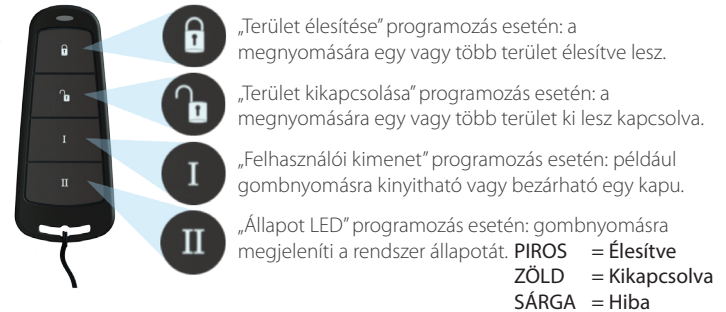 „Terület élesítése” programozás esetén: a
megnyomására egy vagy több terület élesítve lesz.
„Terület kikapcsolása” programozás esetén: a
megnyomására egy vagy több terület ki lesz kapcsolva.
I
I
„Felhasználói kimenet” programozás esetén: például
gombnyomásra kinyitható vagy bezárható egy kapu.
II
II
„Állapot LED” programozás esetén: gombnyomásra
megjeleníti a rendszer állapotát. PIROS = Élesítve
ZÖLD = Kikapcsolva
SÁRGA = Hiba